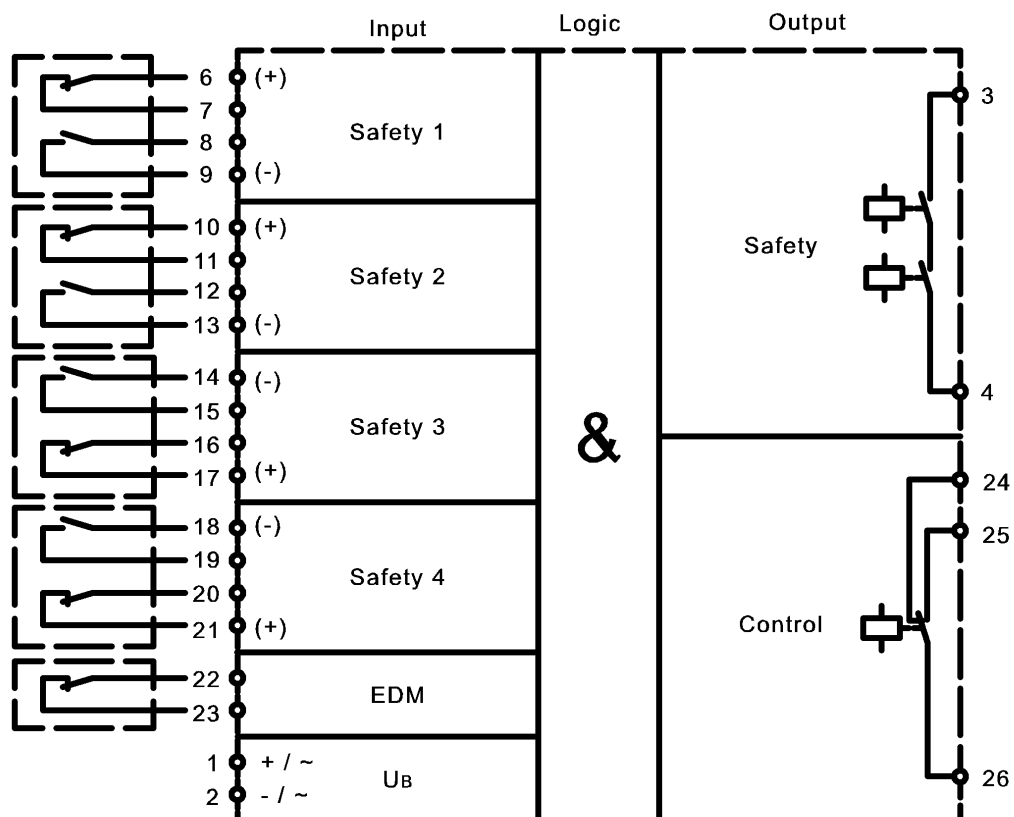 Input Logic Output
6 (+)
7
Safety 1
8
9 (-)
3
10 (+)
11
Safety 2
12
13 (-)
Safety
14 (-)
15
Safety 3
16
17 (+)
4
&
18 (-)
19
Safety 4
20
21 (+)
24
25
Control
22
EDM
23
1 + / ~
UB
2 - / ~
26